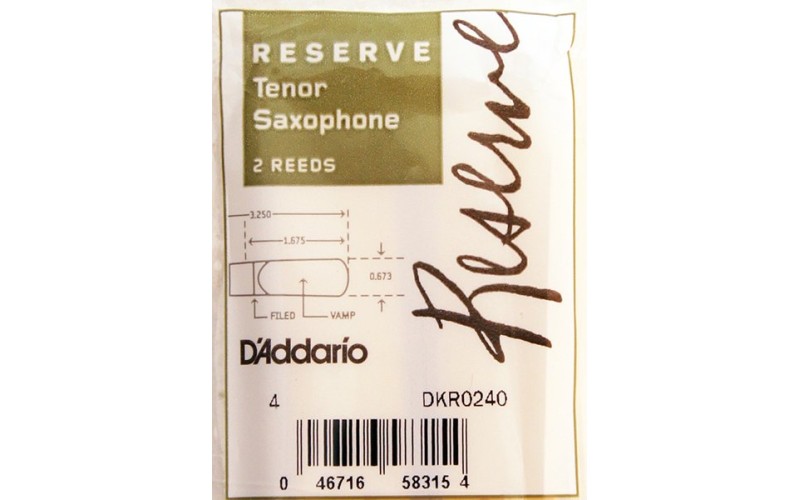 RESERVE
Tenor
Saxophone
2 REEDS
Reserve
3.250
1.675
0.673
FILED VAMP
D'Addario
4 DKR0240
0 46716 58315 4